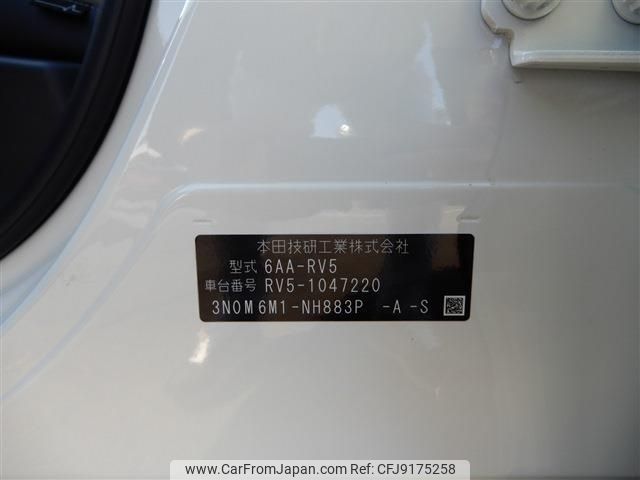 本田技研工業株式会社
型式 6AA-RV5
車台番号 RV5-1047220
3N0M6M1-NH883P -A-S
www.CarFromJapan.com - CFJ9175258